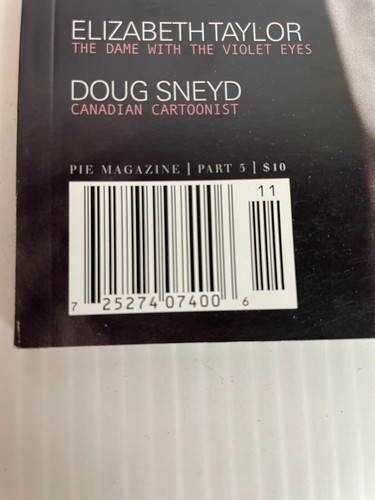 ELIZABETH TAYLOR
THE DAME WITH THE VIOLET EYES
DOUG SNEYD
CANADIAN CARTOONIST
PIE MAGAZINE | PART 5 | $10
11
7 25274 07400 6